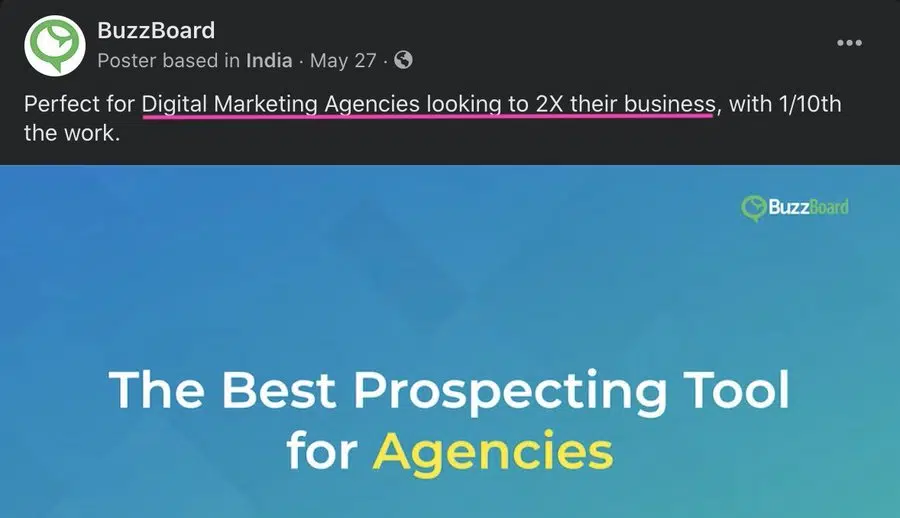 BuzzBoard
Poster based in India · May 27 ·
Perfect for Digital Marketing Agencies looking to 2X their business, with 1/10th
the work.
BuzzBoard
The Best Prospecting Tool
for Agencies